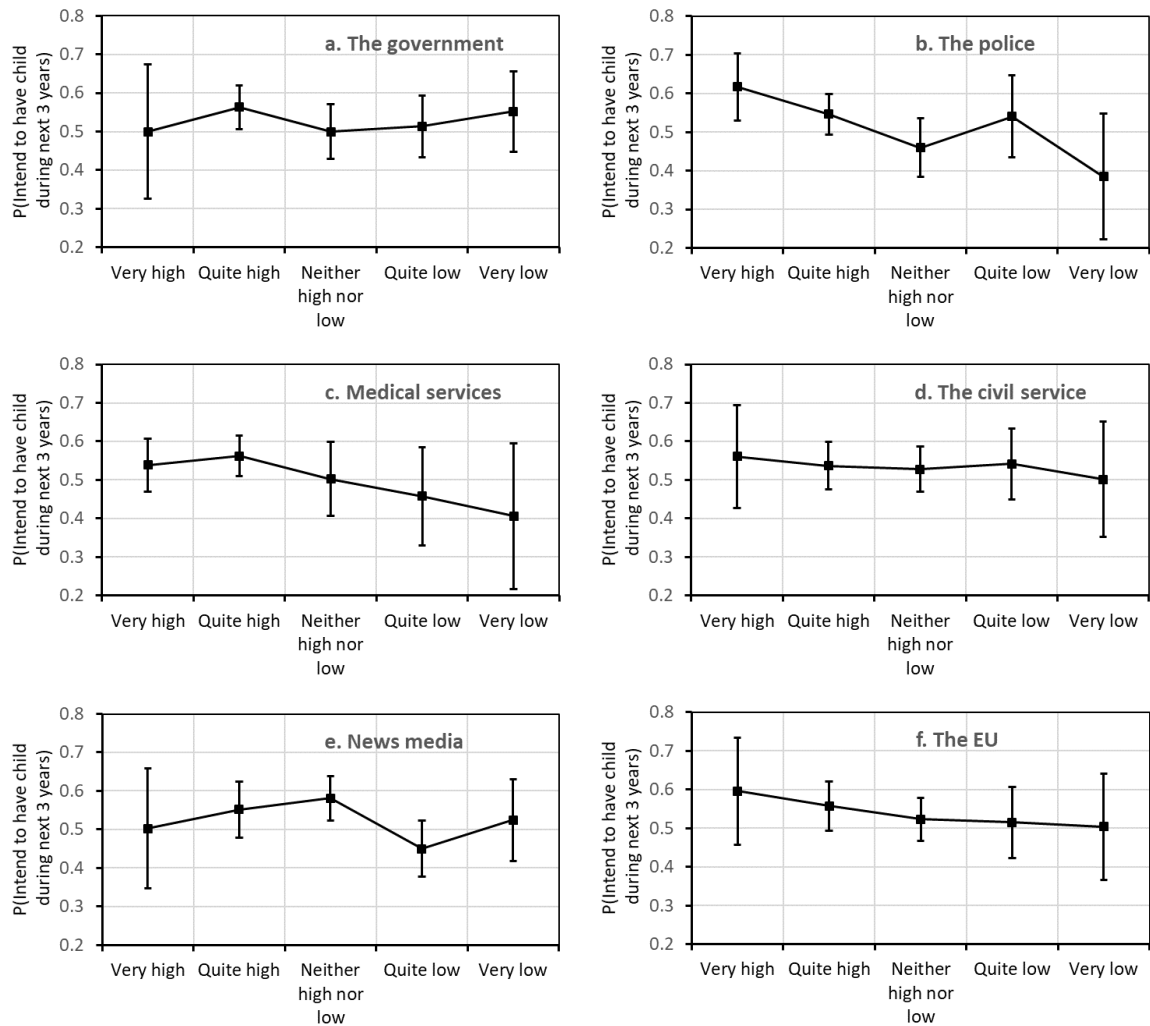 P(Intend to have child
during next 3 years)
0.8
0.7
0.6
0.5
0.4
0.3
0.2
a. The government
Very high
Quite high
Neither
high nor
low
Quite low
Very low
P(Intend to have child
during next 3 years)
0.8
0.7
0.6
0.5
0.4
0.3
0.2
b. The police
Very high
Quite high
Neither
high nor
low
Quite low
Very low
P(Intend to have child
during next 3 years)
0.8
0.7
0.6
0.5
0.4
0.3
0.2
c. Medical services
Very high
Quite high
Neither
high nor
low
Quite low
Very low
P(Intend to have child
during next 3 years)
0.8
0.7
0.6
0.5
0.4
0.3
0.2
d. The civil service
Very high
Quite high
Neither
high nor
low
Quite low
Very low
P(Intend to have child
during next 3 years)
0.8
0.7
0.6
0.5
0.4
0.3
0.2
e. News media
Very high
Quite high
Neither
high nor
low
Quite low
Very low
P(Intend to have child
during next 3 years)
0.8
0.7
0.6
0.5
0.4
0.3
0.2
f. The EU
Very high
Quite high
Neither
high nor
low
Quite low
Very low